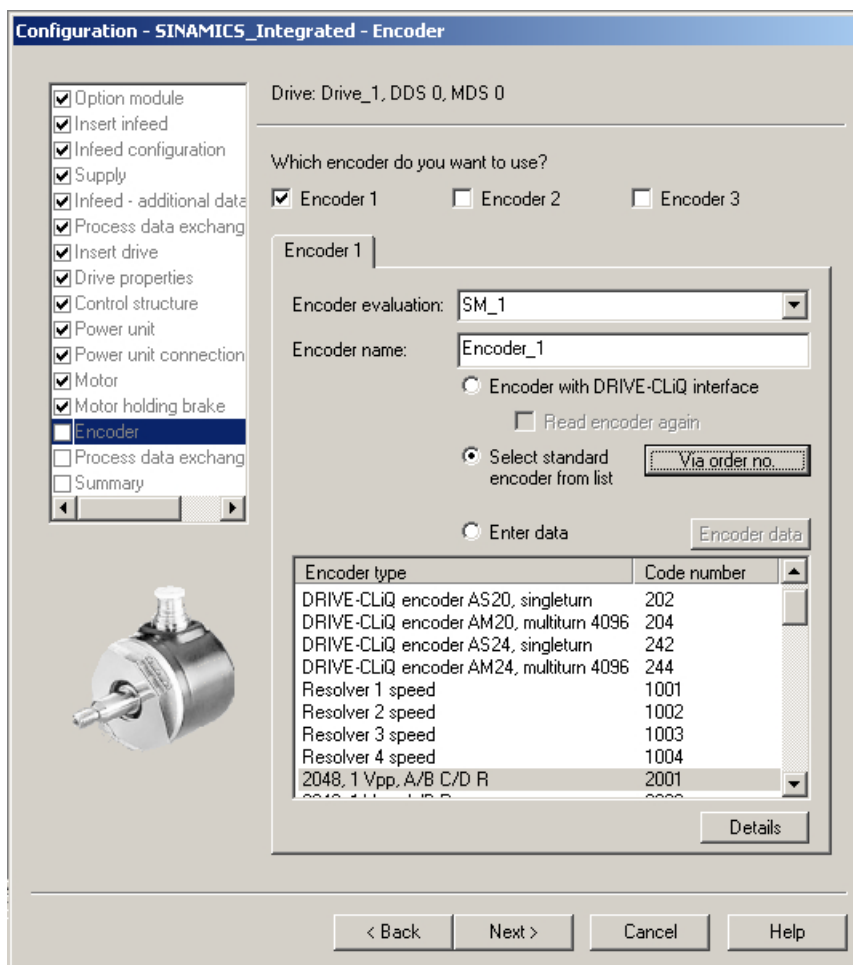 Configuration - SINAMICS_Integrated - Encoder
Option module
Insert infeed
Infeed configuration
Supply
Infeed - additional data
Process data exchang
Insert drive
Drive properties
Control structure
Power unit
Power unit connection
Motor
Motor holding brake
Encoder
Process data exchang
Summary
Drive: Drive_1, DDS 0, MDS 0
Which encoder do you want to use?
Encoder 1 Encoder 2 Encoder 3
Encoder 1
Encoder evaluation: SM_1
Encoder name: Encoder_1
Encoder with DRIVE-CLiQ interface
Read encoder again
Select standard
encoder from list
Via order no.
Enter data
Encoder data
Encoder type Code number
DRIVE-CLiQ encoder AS20, singleturn 202
DRIVE-CLiQ encoder AM20, multiturn 4096 204
DRIVE-CLiQ encoder AS24, singleturn 242
DRIVE-CLiQ encoder AM24, multiturn 4096 244
Resolver 1 speed 1001
Resolver 2 speed 1002
Resolver 3 speed 1003
Resolver 4 speed 1004
2048, 1 Vpp, A/B C/D R 2001
Details
< Back Next > Cancel Help